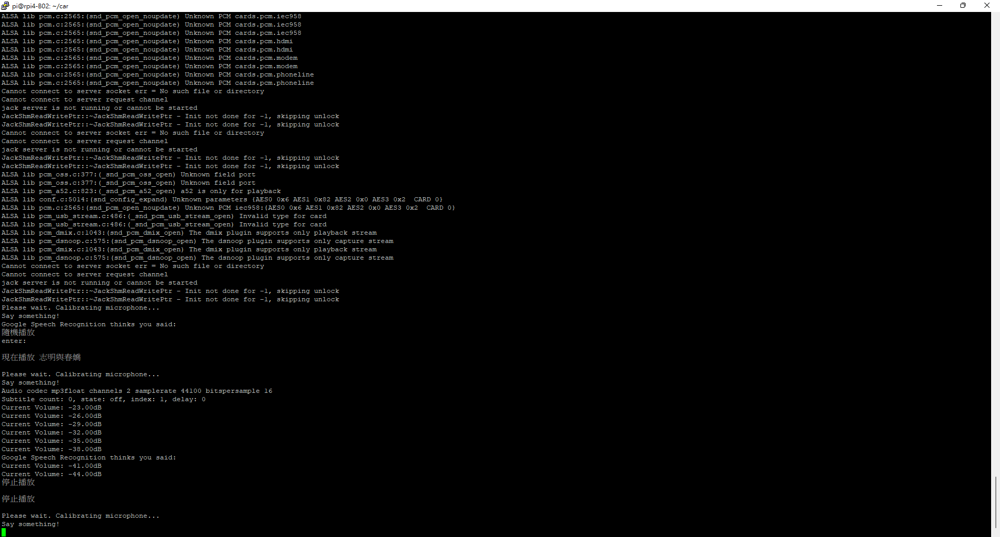 pi@rpi4-B02: ~/car
ALSA lib pcm.c:2565:(snd_pcm_open_noupdate) Unknown PCM cards.pcm.iec958
ALSA lib pcm.c:2565:(snd_pcm_open_noupdate) Unknown PCM cards.pcm.iec958
ALSA lib pcm.c:2565:(snd_pcm_open_noupdate) Unknown PCM cards.pcm.iec958
ALSA lib pcm.c:2565:(snd_pcm_open_noupdate) Unknown PCM cards.pcm.hdmi
ALSA lib pcm.c:2565:(snd_pcm_open_noupdate) Unknown PCM cards.pcm.hdmi
ALSA lib pcm.c:2565:(snd_pcm_open_noupdate) Unknown PCM cards.pcm.modem
ALSA lib pcm.c:2565:(snd_pcm_open_noupdate) Unknown PCM cards.pcm.modem
ALSA lib pcm.c:2565:(snd_pcm_open_noupdate) Unknown PCM cards.pcm.phoneline
ALSA lib pcm.c:2565:(snd_pcm_open_noupdate) Unknown PCM cards.pcm.phoneline
Cannot connect to server socket err = No such file or directory
Cannot connect to server request channel
jack server is not running or cannot be started
JackShmReadWritePtr::~JackShmReadWritePtr - Init not done for -1, skipping unlock
JackShmReadWritePtr::~JackShmReadWritePtr - Init not done for -1, skipping unlock
Cannot connect to server socket err = No such file or directory
Cannot connect to server request channel
jack server is not running or cannot be started
JackShmReadWritePtr::~JackShmReadWritePtr - Init not done for -1, skipping unlock
JackShmReadWritePtr::~JackShmReadWritePtr - Init not done for -1, skipping unlock
ALSA lib pcm_oss.c:377:(_snd_pcm_oss_open) Unknown field port
ALSA lib pcm_oss.c:377:(_snd_pcm_oss_open) Unknown field port
ALSA lib pcm_a52.c:823:(_snd_pcm_a52_open) a52 is only for playback
ALSA lib conf.c:5014:(snd_config_expand) Unknown parameters {AES0 0x6 AES1 0x82 AES2 0x0 AES3 0x2  CARD 0}
ALSA lib pcm.c:2565:(snd_pcm_open_noupdate) Unknown PCM iec958:{AES0 0x6 AES1 0x82 AES2 0x0 AES3 0x2  CARD 0}
ALSA lib pcm_usb_stream.c:486:(_snd_pcm_usb_stream_open) Invalid type for card
ALSA lib pcm_usb_stream.c:486:(_snd_pcm_usb_stream_open) Invalid type for card
ALSA lib pcm_dmix.c:1043:(snd_pcm_dmix_open) The dmix plugin supports only playback stream
ALSA lib pcm_dsnoop.c:575:(snd_pcm_dsnoop_open) The dsnoop plugin supports only capture stream
ALSA lib pcm_dmix.c:1043:(snd_pcm_dmix_open) The dmix plugin supports only playback stream
ALSA lib pcm_dsnoop.c:575:(snd_pcm_dsnoop_open) The dsnoop plugin supports only capture stream
Cannot connect to server socket err = No such file or directory
Cannot connect to server request channel
jack server is not running or cannot be started
JackShmReadWritePtr::~JackShmReadWritePtr - Init not done for -1, skipping unlock
JackShmReadWritePtr::~JackShmReadWritePtr - Init not done for -1, skipping unlock
Please wait. Calibrating microphone...
Say something!
Google Speech Recognition thinks you said:
隨機播放
enter:
現在播放 志明與春嬌
Please wait. Calibrating microphone...
Say something!
Audio codec mp3float channels 2 samplerate 44100 bitspersample 16
Subtitle count: 0, state: off, index: 1, delay: 0
Current Volume: -23.00dB
Current Volume: -26.00dB
Current Volume: -29.00dB
Current Volume: -32.00dB
Current Volume: -35.00dB
Current Volume: -38.00dB
Google Speech Recognition thinks you said:
Current Volume: -41.00dB
Current Volume: -44.00dB
停止播放
停止播放
Please wait. Calibrating microphone...
Say something!